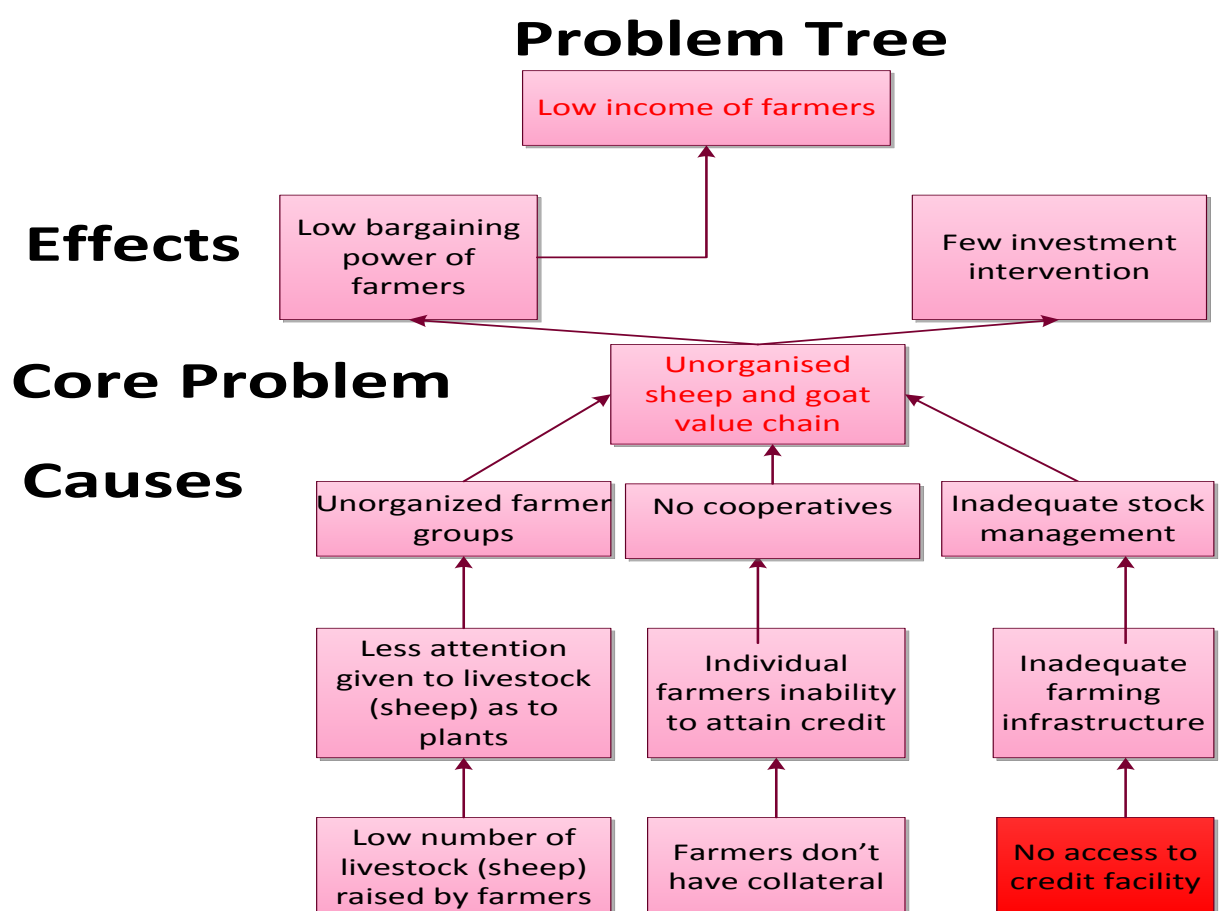 Problem Tree
Low income of farmers
Effects
Low bargaining
power of
farmers
Few investment
intervention
Core Problem
Unorganised
sheep and goat
value chain
Causes
Unorganized farmer
groups
No cooperatives
Inadequate stock
management
Less attention
given to livestock
(sheep) as to
plants
Individual
farmers inability
to attain credit
Inadequate
farming
infrastructure
Low number of
livestock (sheep)
raised by farmers
Farmers don’t
have collateral
No access to
credit facility